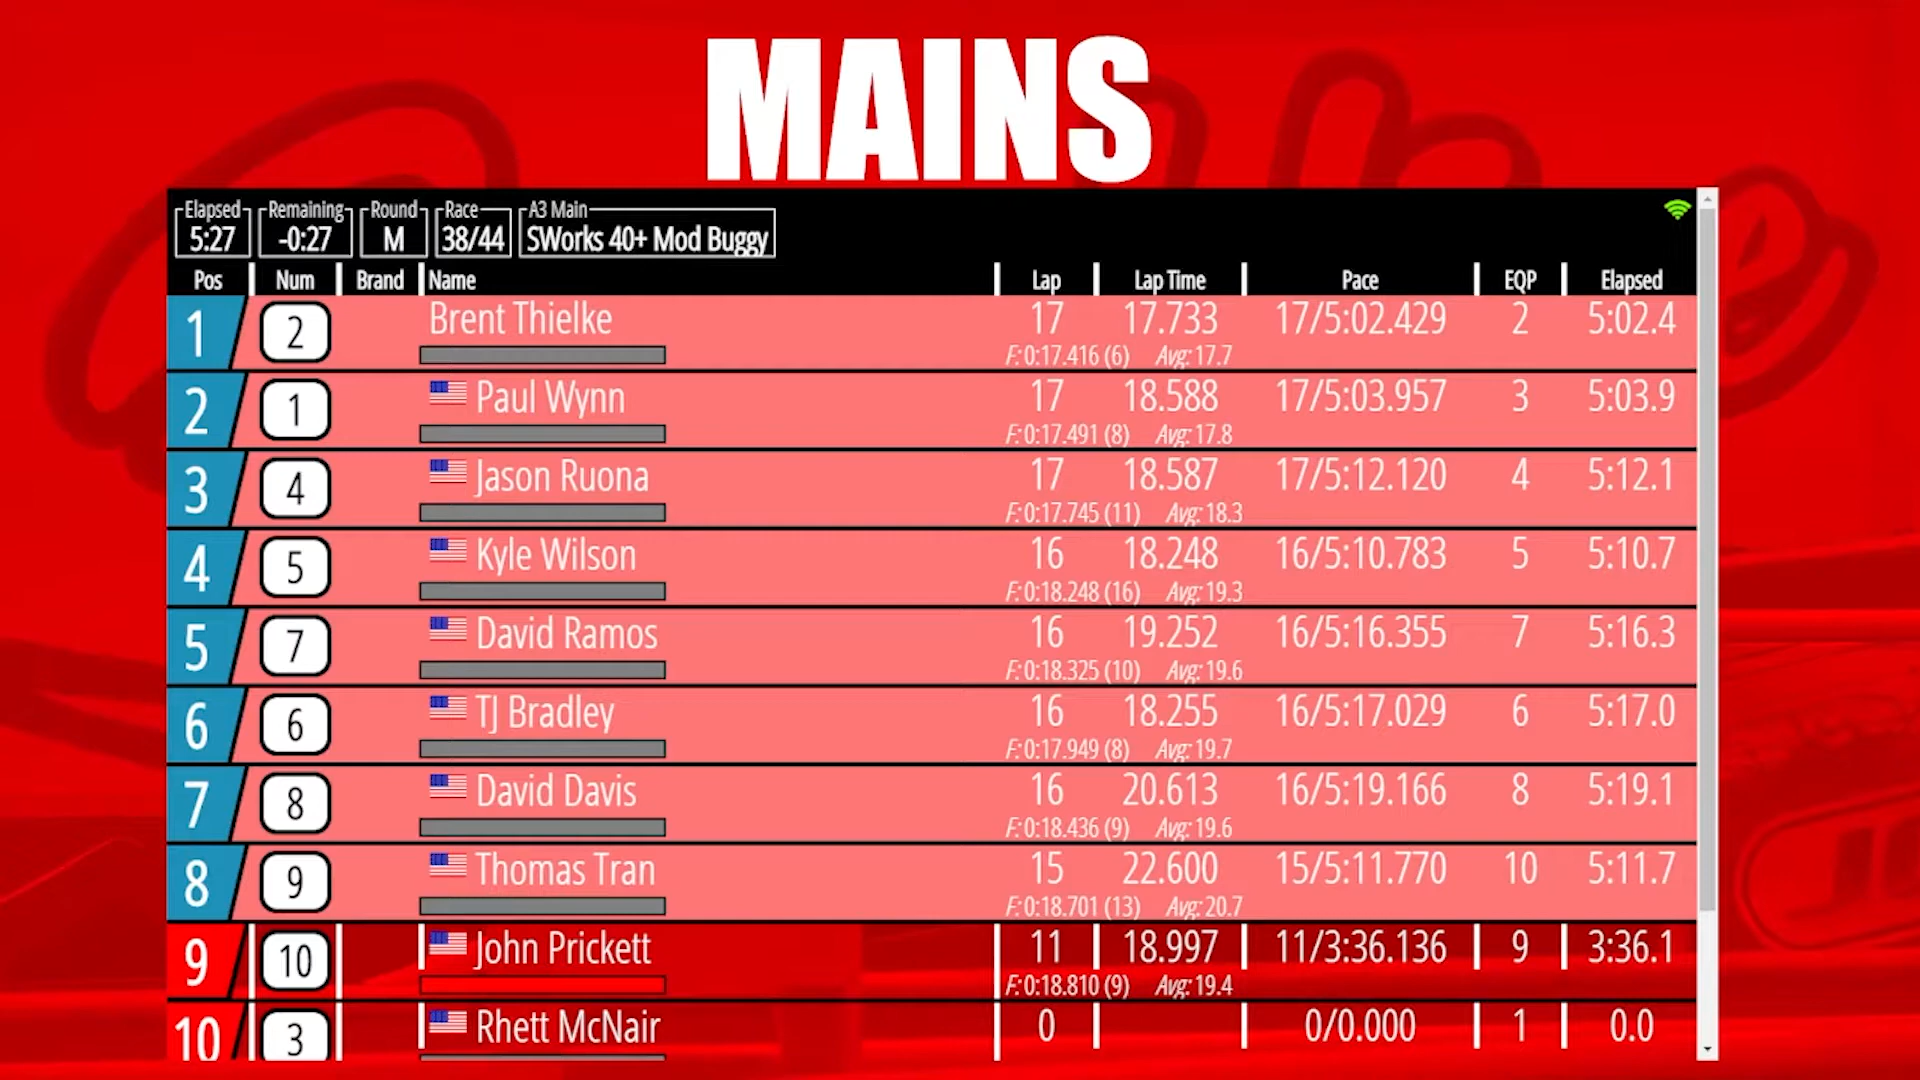 MAINS
Elapsed Remaining Round Race A3 Main
5:27 -0:27 M 38/44 SWorks 40+ Mod Buggy
Pos Num Brand Name Lap Lap Time Pace EQP Elapsed
1 2 Brent Thielke 17 17.733 17/5:02.429 2 5:02.4
F: 0:17.416 (6) Avg: 17.7
2 1 Paul Wynn 17 18.588 17/5:03.957 3 5:03.9
F: 0:17.491 (8) Avg: 17.8
3 4 Jason Ruona 17 18.587 17/5:12.120 4 5:12.1
F: 0:17.745 (11) Avg: 18.3
4 5 Kyle Wilson 16 18.248 16/5:10.783 5 5:10.7
F: 0:18.248 (16) Avg: 19.3
5 7 David Ramos 16 19.252 16/5:16.355 7 5:16.3
F: 0:18.325 (10) Avg: 19.6
6 6 TJ Bradley 16 18.255 16/5:17.029 6 5:17.0
F: 0:17.949 (8) Avg: 19.7
7 8 David Davis 16 20.613 16/5:19.166 8 5:19.1
F: 0:18.436 (9) Avg: 19.6
8 9 Thomas Tran 15 22.600 15/5:11.770 10 5:11.7
F: 0:18.701 (13) Avg: 20.7
9 10 John Prickett 11 18.997 11/3:36.136 9 3:36.1
F: 0:18.810 (9) Avg: 19.4
10 3 Rhett McNair 0 0/0.000 1 0.0